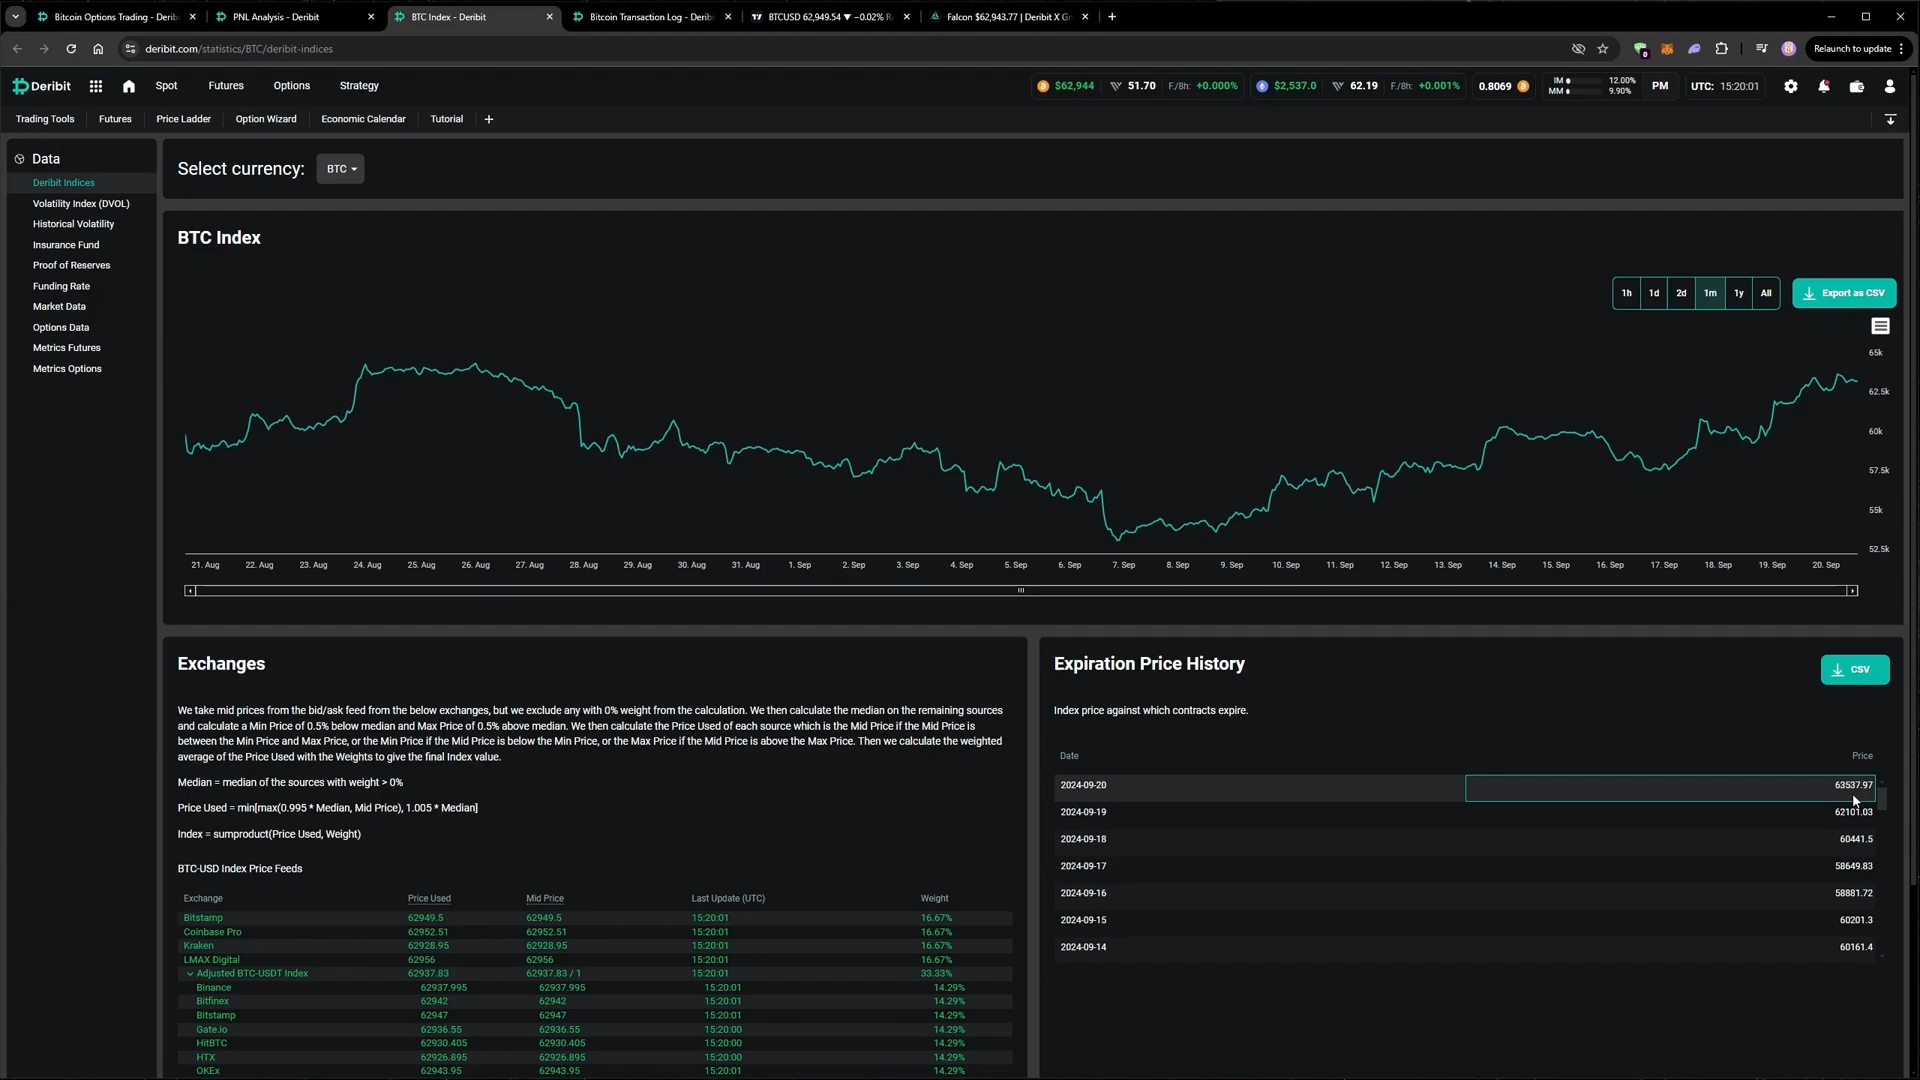 Bitcoin Options Trading - Derib
PNL Analysis - Deribit
BTC Index - Deribit
Bitcoin Transaction Log - Derib
BTCUSD 62,949.54 ▼ −0.02% R
Falcon $62,943.77 | Deribit X Gr
deribit.com/statistics/BTC/deribit-indices
0
Relaunch to update
Deribit
Spot
Futures
Options
Strategy
$62,944
51.70
F./8h: +0.000%
$2,537.0
62.19
F./8h: +0.001%
0.8069
IM 12.00%
MM 9.90%
PM
UTC: 15:20:01
Trading Tools
Futures
Price Ladder
Option Wizard
Economic Calendar
Tutorial
Data
Deribit Indices
Volatility Index (DVOL)
Historical Volatility
Insurance Fund
Proof of Reserves
Funding Rate
Market Data
Options Data
Metrics Futures
Metrics Options
Select currency: BTC
BTC Index
1h 1d 2d 1m 1y All
Export as CSV
65k
62.5k
60k
57.5k
55k
52.5k
21. Aug 22. Aug 23. Aug 24. Aug 25. Aug 26. Aug 27. Aug 28. Aug 29. Aug 30. Aug 31. Aug 1. Sep 2. Sep 3. Sep 4. Sep 5. Sep 6. Sep 7. Sep 8. Sep 9. Sep 10. Sep 11. Sep 12. Sep 13. Sep 14. Sep 15. Sep 16. Sep 17. Sep 18. Sep 19. Sep 20. Sep
Exchanges
We take mid prices from the bid/ask feed from the below exchanges, but we exclude any with 0% weight from the calculation. We then calculate the median on the remaining sources
and calculate a Min Price of 0.5% below median and Max Price of 0.5% above median. We then calculate the Price Used of each source which is the Mid Price if the Mid Price is
between the Min Price and Max Price, or the Min Price if the Mid Price is below the Min Price, or the Max Price if the Mid Price is above the Max Price. Then we calculate the weighted
average of the Price Used with the Weights to give the final Index value.
Median = median of the sources with weight > 0%
Price Used = min[max(0.995 * Median, Mid Price), 1.005 * Median]
Index = sumproduct(Price Used, Weight)
BTC-USD Index Price Feeds
Exchange Price Used Mid Price Last Update (UTC) Weight
Bitstamp 62949.5 62949.5 15:20:01 16.67%
Coinbase Pro 62952.51 62952.51 15:20:01 16.67%
Kraken 62928.95 62928.95 15:20:01 16.67%
LMAX Digital 62956 62956 15:20:01 16.67%
Adjusted BTC-USDT Index 62937.83 62937.83 / 1 15:20:01 33.33%
Binance 62937.995 62937.995 15:20:01 14.29%
Bitfinex 62942 62942 15:20:01 14.29%
Bitstamp 62947 62947 15:20:01 14.29%
Gate.io 62936.55 62936.55 15:20:00 14.29%
HitBTC 62930.405 62930.405 15:20:00 14.29%
HTX 62926.895 62926.895 15:20:00 14.29%
OKEx 62943.95 62943.95 15:20:01 14.29%
Expiration Price History
CSV
Index price against which contracts expire.
Date Price
2024-09-20 63537.97
2024-09-19 62101.03
2024-09-18 60441.5
2024-09-17 58649.83
2024-09-16 58881.72
2024-09-15 60201.3
2024-09-14 60161.4